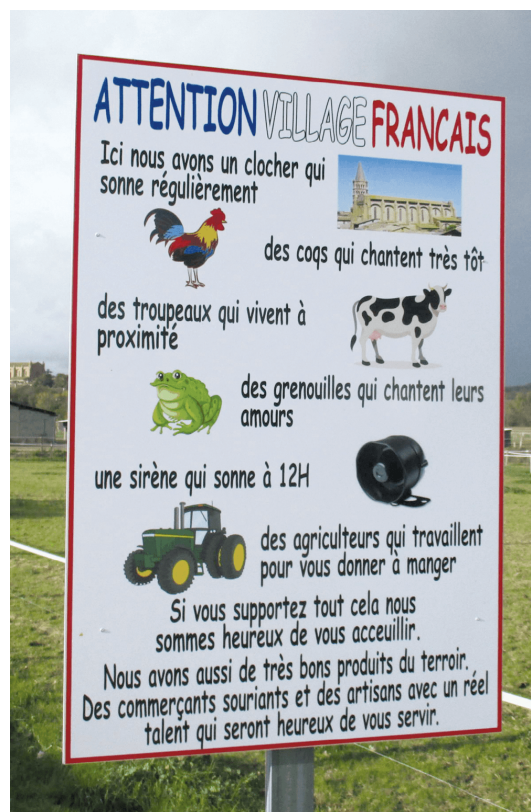 ATTENTION VILLAGE FRANCAIS
Ici nous avons un clocher qui
sonne régulièrement
des coqs qui chantent très tôt
des troupeaux qui vivent à
proximité
des grenouilles qui chantent leurs
amours
une sirène qui sonne à 12H
des agriculteurs qui travaillent
pour vous donner à manger
Si vous supportez tout cela nous
sommes heureux de vous acceuillir.
Nous avons aussi de très bons produits du terroir.
Des commerçants souriants et des artisans avec un réel
talent qui seront heureux de vous servir.